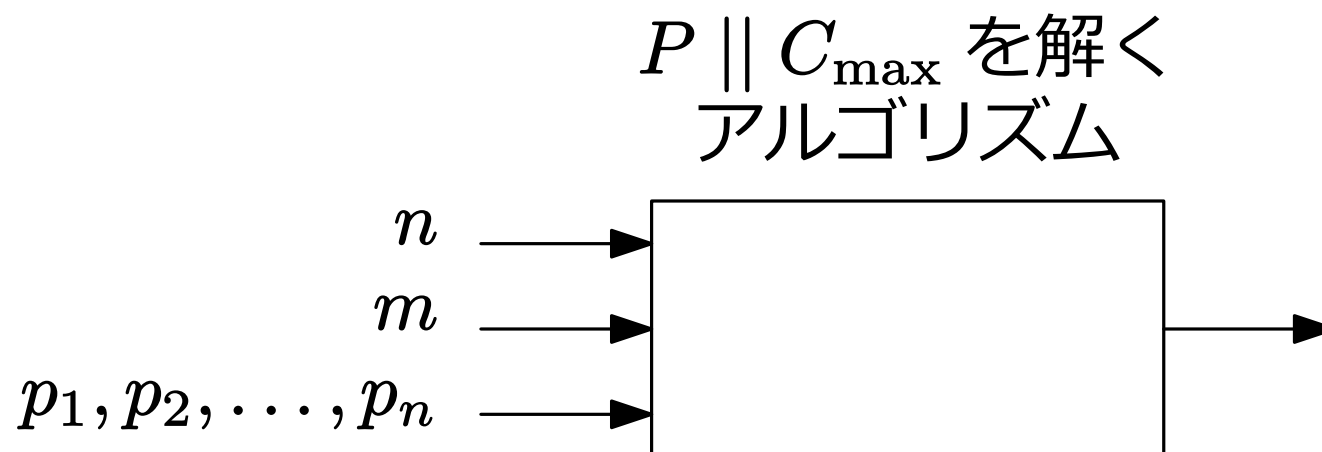 P || C_max を解く
アルゴリズム
n
m
p_1, p_2, ..., p_n